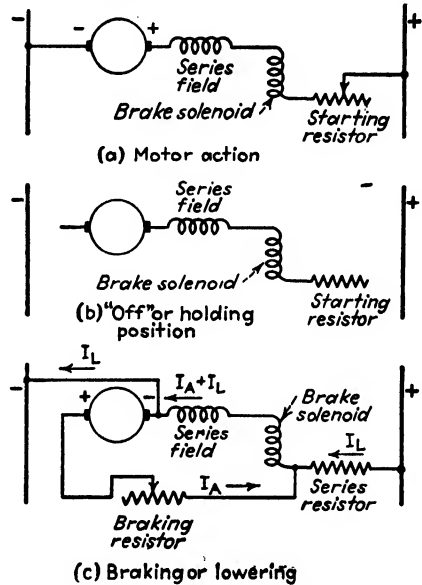 - - + +
Series
field
Brake solenoid
Starting
resistor
(a) Motor action
- - +
Series
field
Brake solenoid
Starting
resistor
(b) "Off" or holding
position
I_L
- + - I_A + I_L +
Brake
solenoid
Series
field
I_L
I_A
Series
resistor
Braking
resistor
(c) Braking or lowering